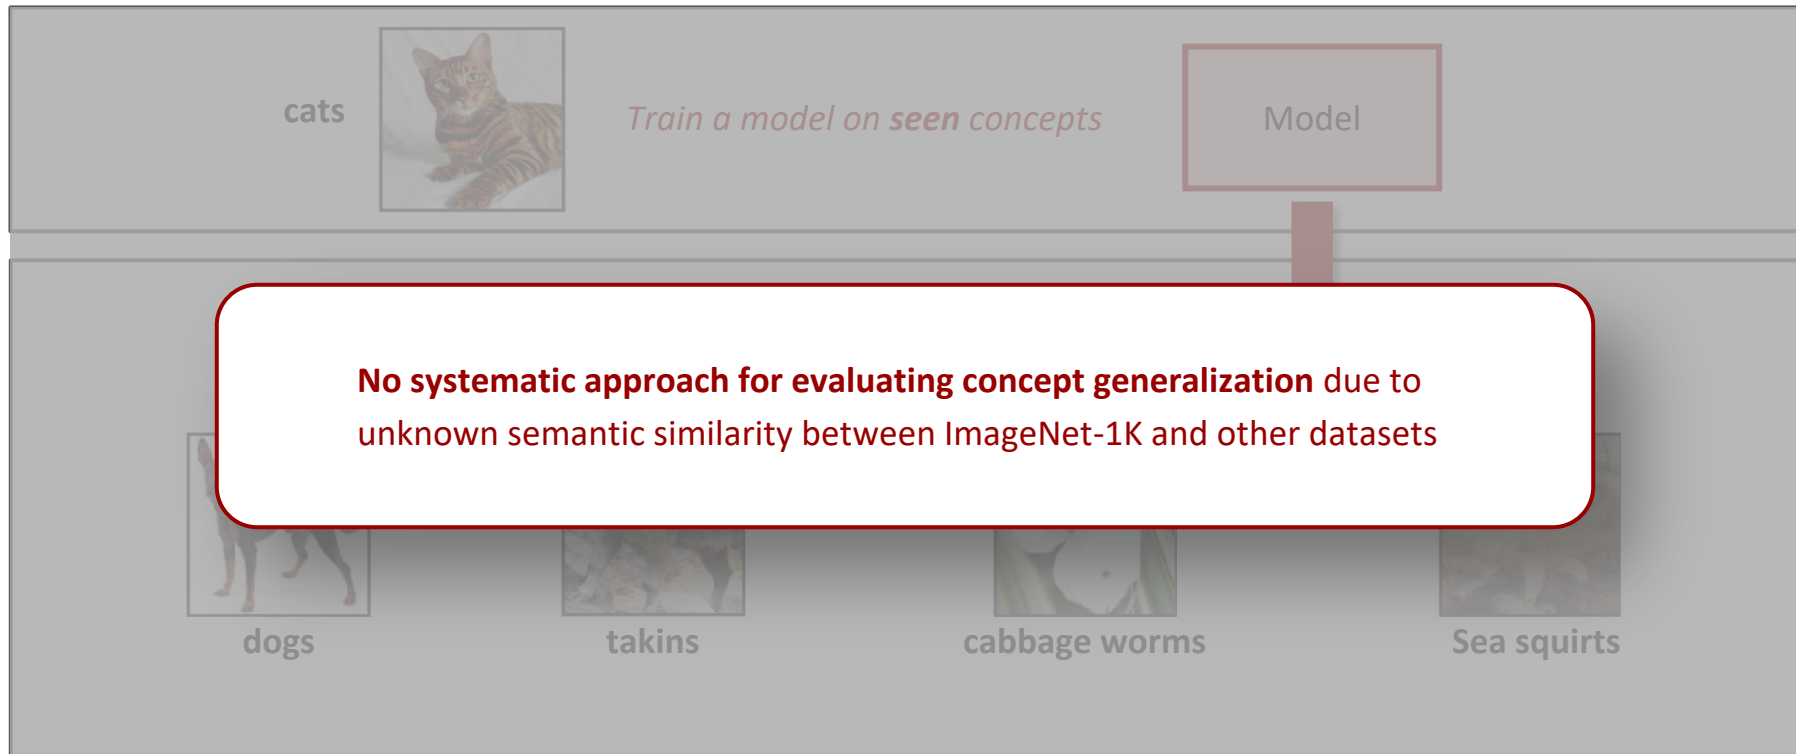 cats
Train a model on seen concepts
Model
No systematic approach for evaluating concept generalization due to
unknown semantic similarity between ImageNet-1K and other datasets
dogs
takins
cabbage worms
Sea squirts